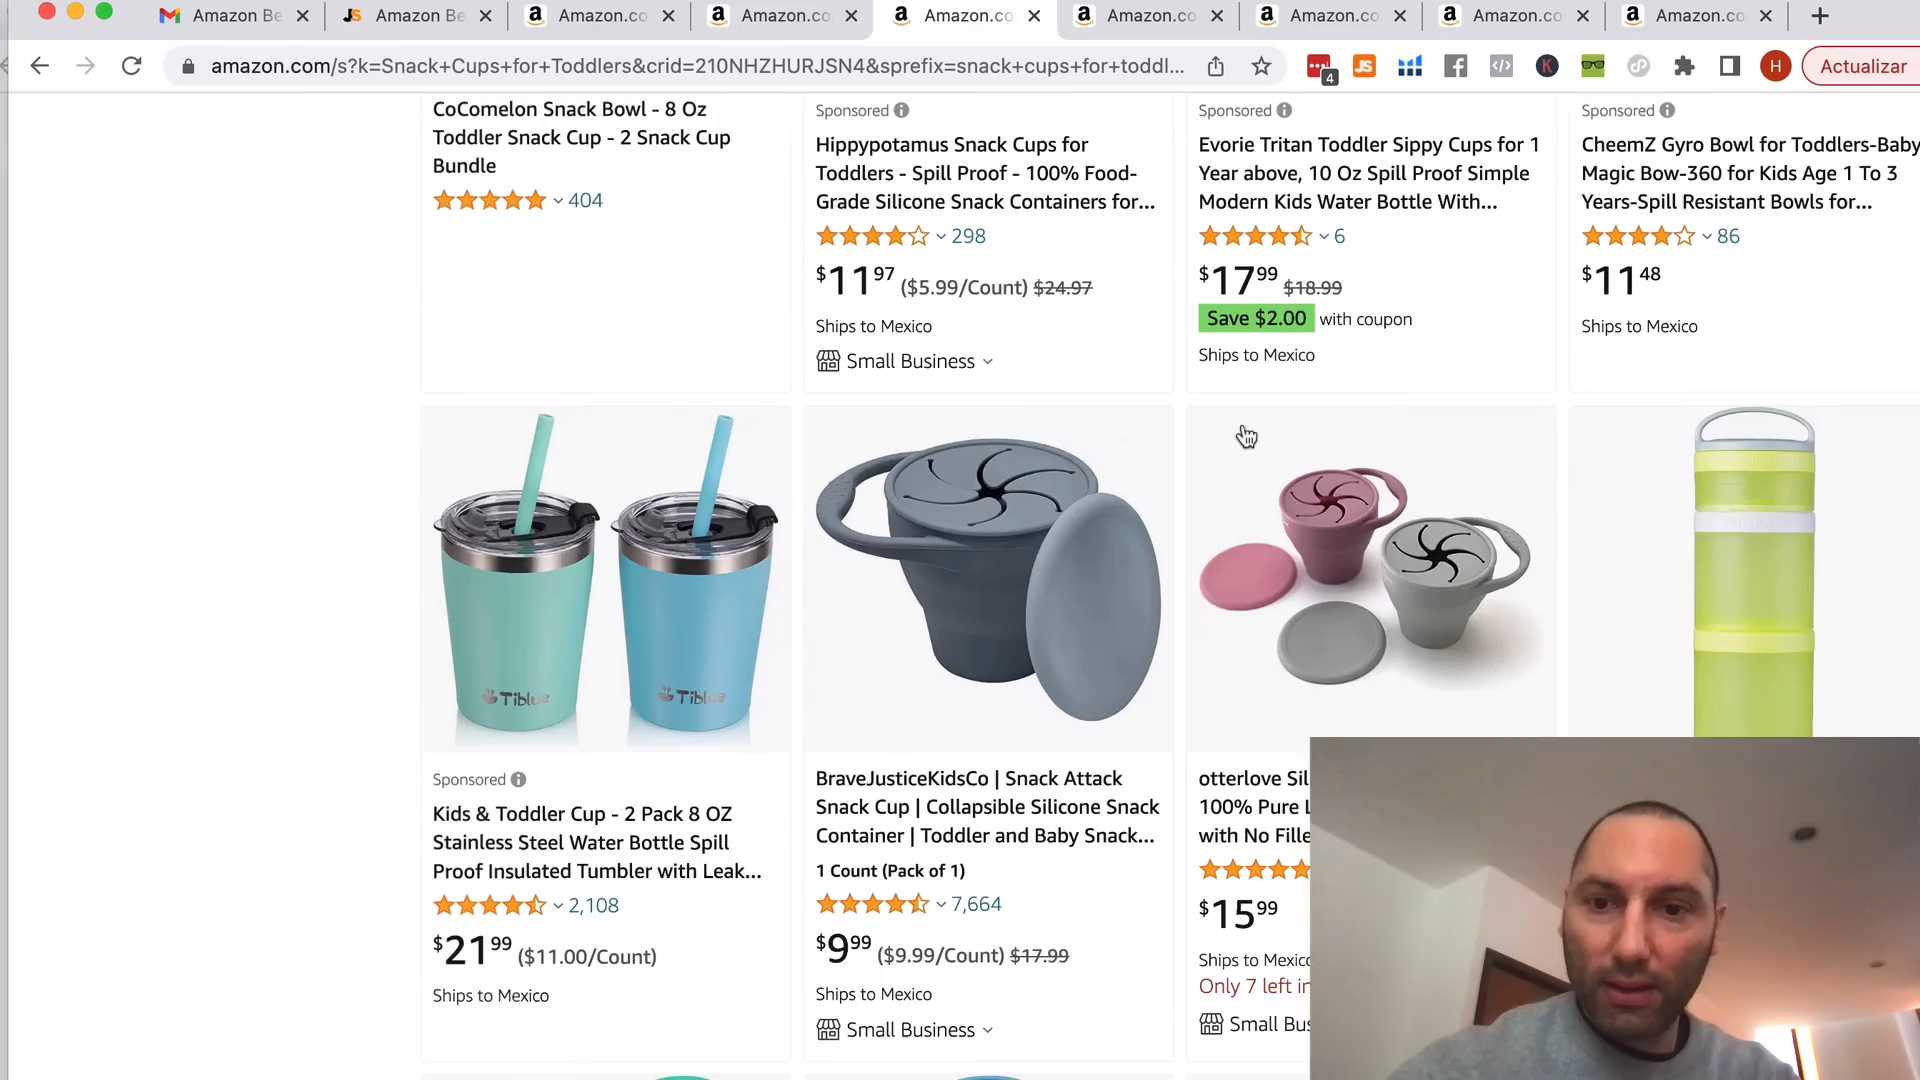 Amazon Be
Amazon Be
Amazon.co
Amazon.co
Amazon.co
Amazon.co
Amazon.co
Amazon.co
Amazon.co
amazon.com/s?k=Snack+Cups+for+Toddlers&crid=210NHZHURJSN4&sprefix=snack+cups+for+toddl...
4
JS
K
H
Actualizar
CoComelon Snack Bowl - 8 Oz
Toddler Snack Cup - 2 Snack Cup
Bundle
404
Sponsored
Hippypotamus Snack Cups for
Toddlers - Spill Proof - 100% Food-
Grade Silicone Snack Containers for...
298
$11.97 ($5.99/Count) $24.97
Ships to Mexico
Small Business
Sponsored
Evorie Tritan Toddler Sippy Cups for 1
Year above, 10 Oz Spill Proof Simple
Modern Kids Water Bottle With...
6
$17.99 $18.99
Save $2.00 with coupon
Ships to Mexico
Sponsored
CheemZ Gyro Bowl for Toddlers-Baby
Magic Bow-360 for Kids Age 1 To 3
Years-Spill Resistant Bowls for...
86
$11.48
Ships to Mexico
Tiblue
Tiblue
Sponsored
Kids & Toddler Cup - 2 Pack 8 OZ
Stainless Steel Water Bottle Spill
Proof Insulated Tumbler with Leak...
2,108
$21.99 ($11.00/Count)
Ships to Mexico
BraveJusticeKidsCo | Snack Attack
Snack Cup | Collapsible Silicone Snack
Container | Toddler and Baby Snack...
1 Count (Pack of 1)
7,664
$9.99 ($9.99/Count) $17.99
Ships to Mexico
Small Business
otterlove Sil
100% Pure L
with No Fille
$15.99
Ships to Mexico
Only 7 left in
Small Bus